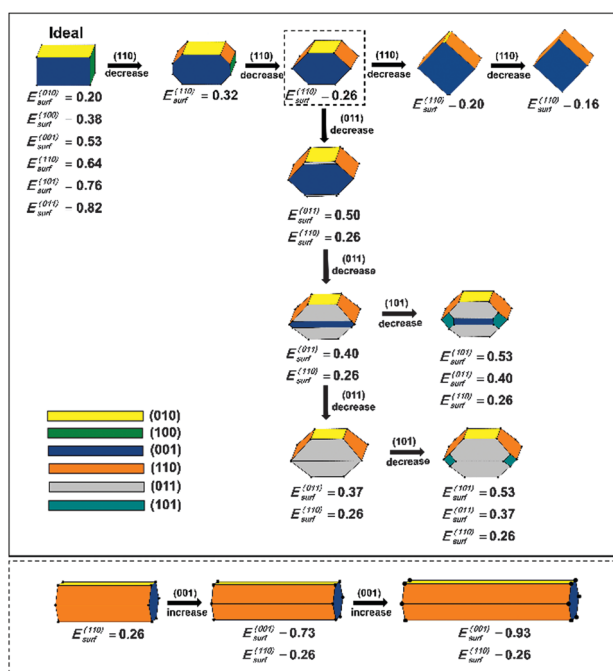 Ideal
(110)
decrease
(110)
decrease
(110)
decrease
(110)
decrease
E_surf^{010} = 0.20
E_surf^{100} - 0.38
E_surf^{001} = 0.53
E_surf^{110} = 0.64
E_surf^{101} - 0.76
E_surf^{011} - 0.82
E_surf^{110} = 0.32
E_surf^{110} - 0.26
E_surf^{110} - 0.20
E_surf^{110} - 0.16
(011)
decrease
E_surf^{011} = 0.50
E_surf^{110} = 0.26
(011)
decrease
(101)
decrease
E_surf^{011} = 0.40
E_surf^{110} = 0.26
E_surf^{101} = 0.53
E_surf^{011} = 0.40
E_surf^{110} = 0.26
(011)
decrease
(101)
decrease
E_surf^{011} = 0.37
E_surf^{110} = 0.26
E_surf^{101} = 0.53
E_surf^{011} = 0.37
E_surf^{110} = 0.26
(010)
(100)
(001)
(110)
(011)
(101)
(001)
increase
(001)
increase
E_surf^{110} = 0.26
E_surf^{001} - 0.73
E_surf^{110} - 0.26
E_surf^{001} - 0.93
E_surf^{110} - 0.26